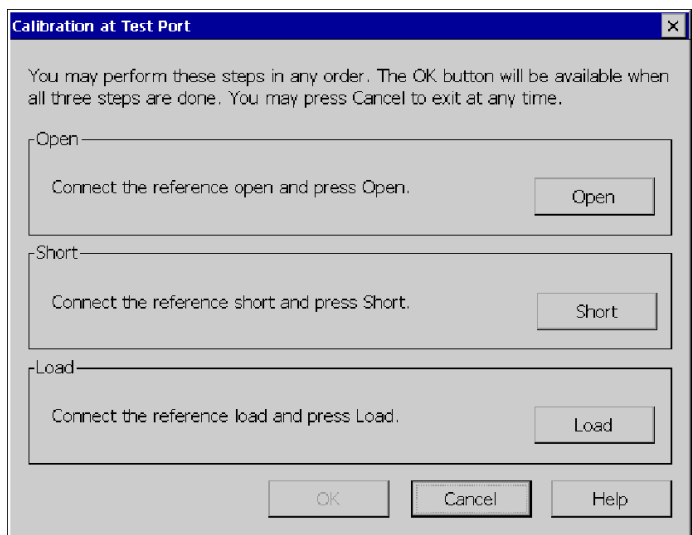 Calibration at Test Port
You may perform these steps in any order. The OK button will be available when
all three steps are done. You may press Cancel to exit at any time.
Open
Connect the reference open and press Open.
Open
Short
Connect the reference short and press Short.
Short
Load
Connect the reference load and press Load.
Load
OK
Cancel
Help